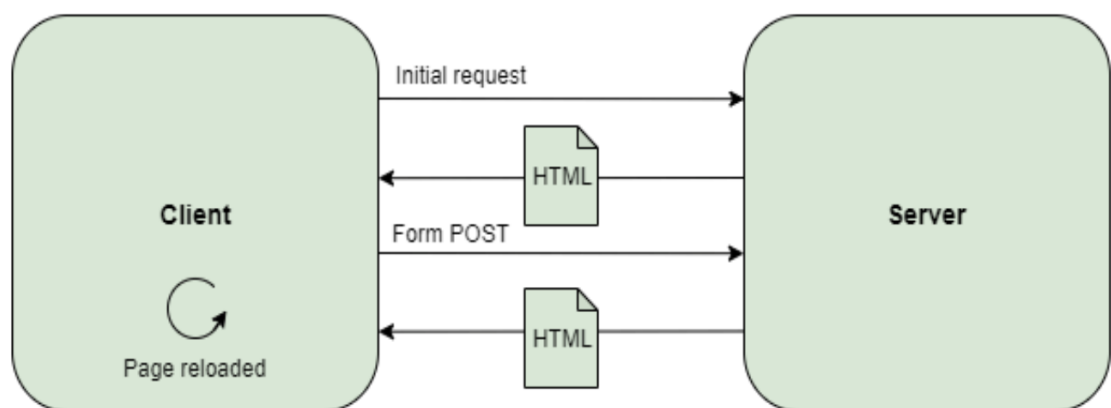 Initial request
HTML
Client
Server
Form POST
HTML
Page reloaded